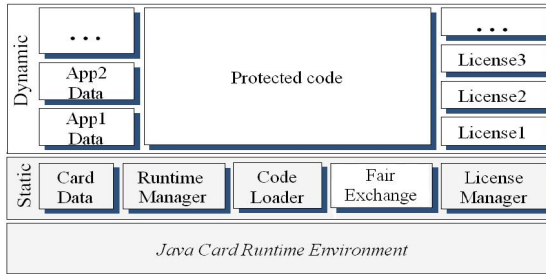 Dynamic
...
App2
Data
App1
Data
Protected code
...
License3
License2
License1
Static
Card
Data
Runtime
Manager
Code
Loader
Fair
Exchange
License
Manager
Java Card Runtime Environment